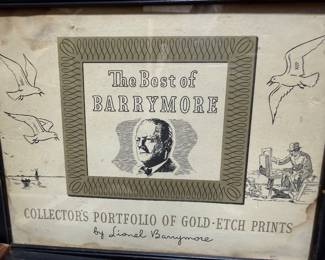 The Best of
BARRYMORE
COLLECTOR'S PORTFOLIO OF GOLD-ETCH PRINTS
by Lionel Barrymore